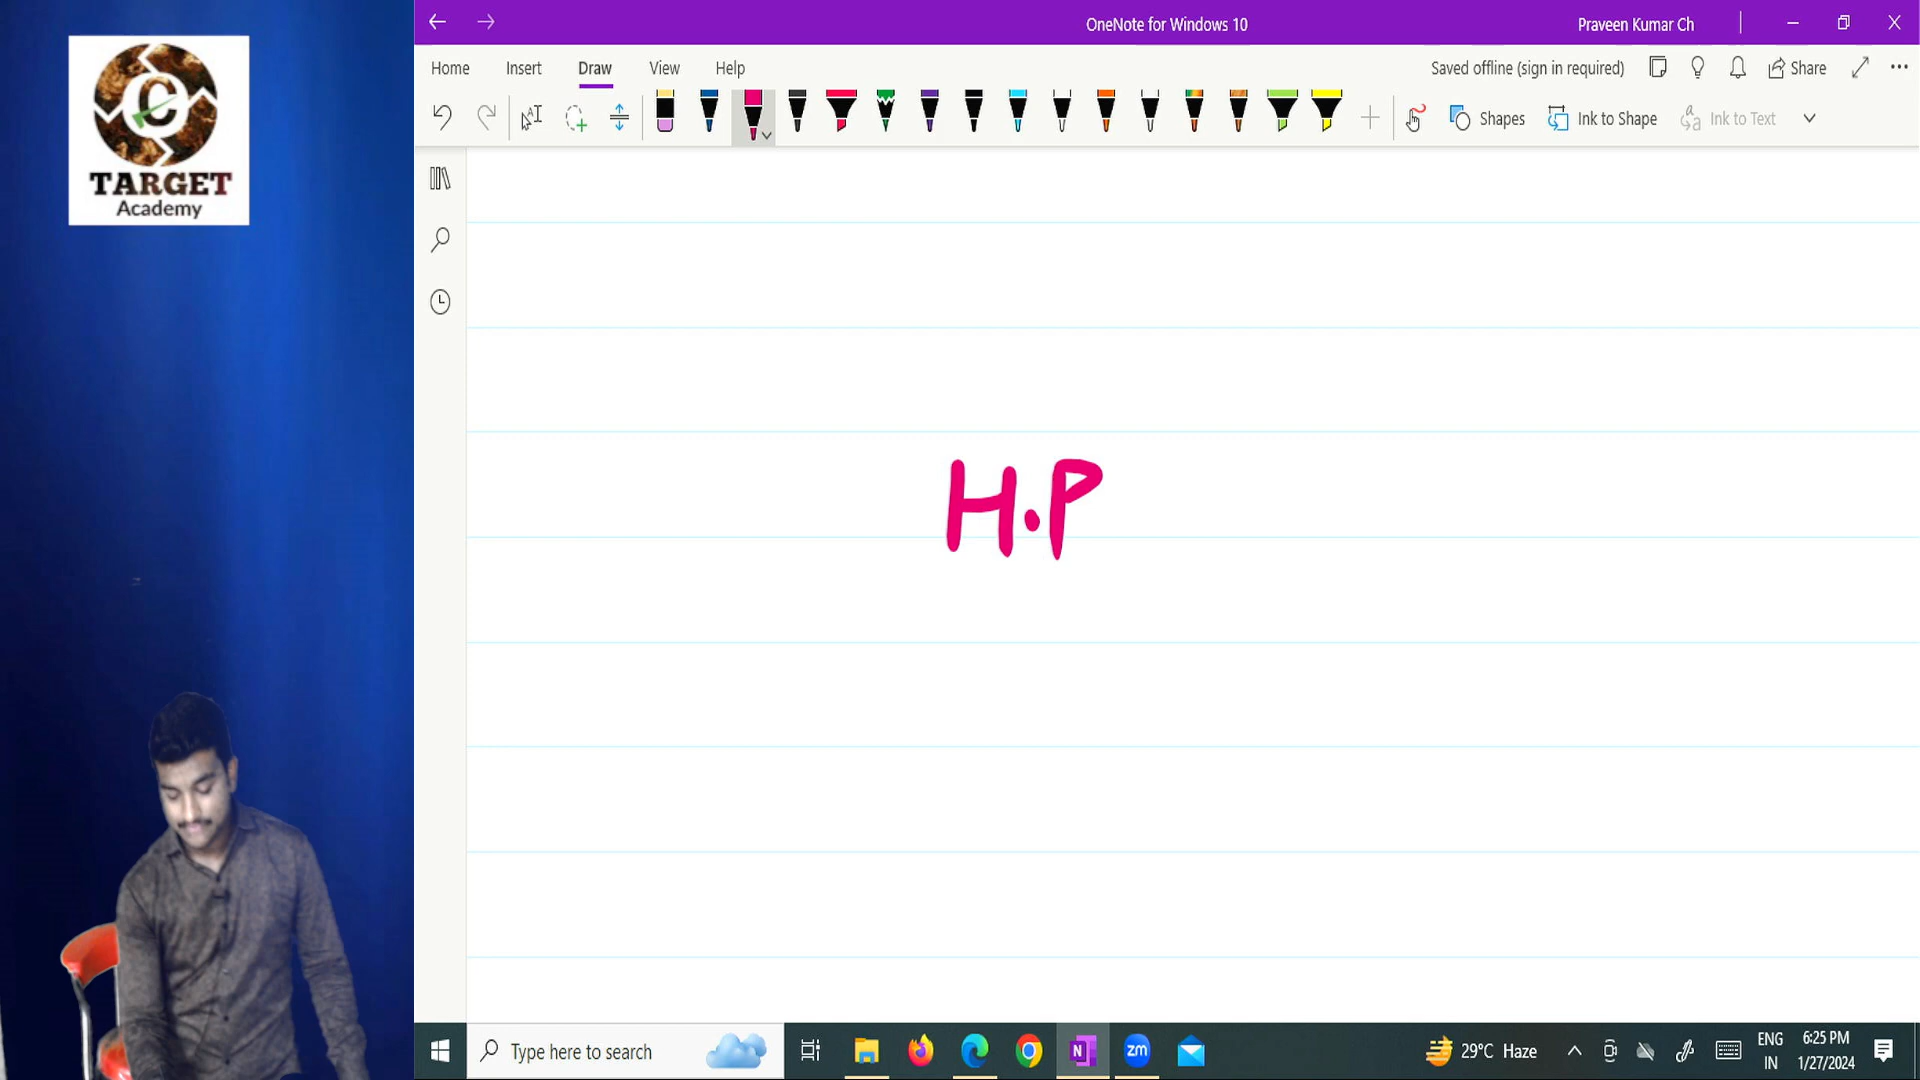 TARGET
Academy
OneNote for Windows 10
Praveen Kumar Ch
Home Insert Draw View Help
Saved offline (sign in required)
Share
Shapes
Ink to Shape
Ink to Text
H.P
Type here to search
zm
29°C Haze
ENG
IN
6:25 PM
1/27/2024